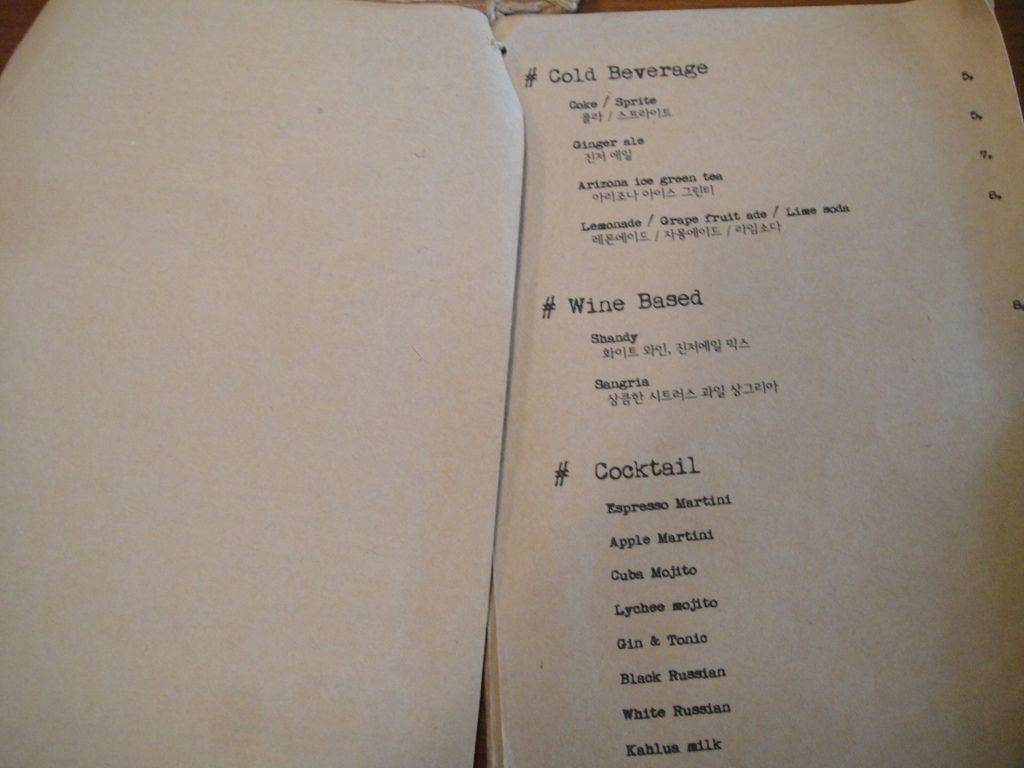 # Cold Beverage
Coke / Sprite 5,
콜라 / 스프라이트
Ginger ale 5,
진저 에일
Arizona ice green tea 7,
아리조나 아이스 그린티
Lemonade / Grape fruit ade / Lime soda 6,
레몬에이드 / 자몽에이드 / 라임소다
# Wine Based
Shandy 8,
화이트 와인, 진저에일 믹스
Sangria
상큼한 시트러스 과일 상그리아
# Cocktail
Espresso Martini
Apple Martini
Cuba Mojito
Lychee mojito
Gin & Tonic
Black Russian
White Russian
Kahlua milk